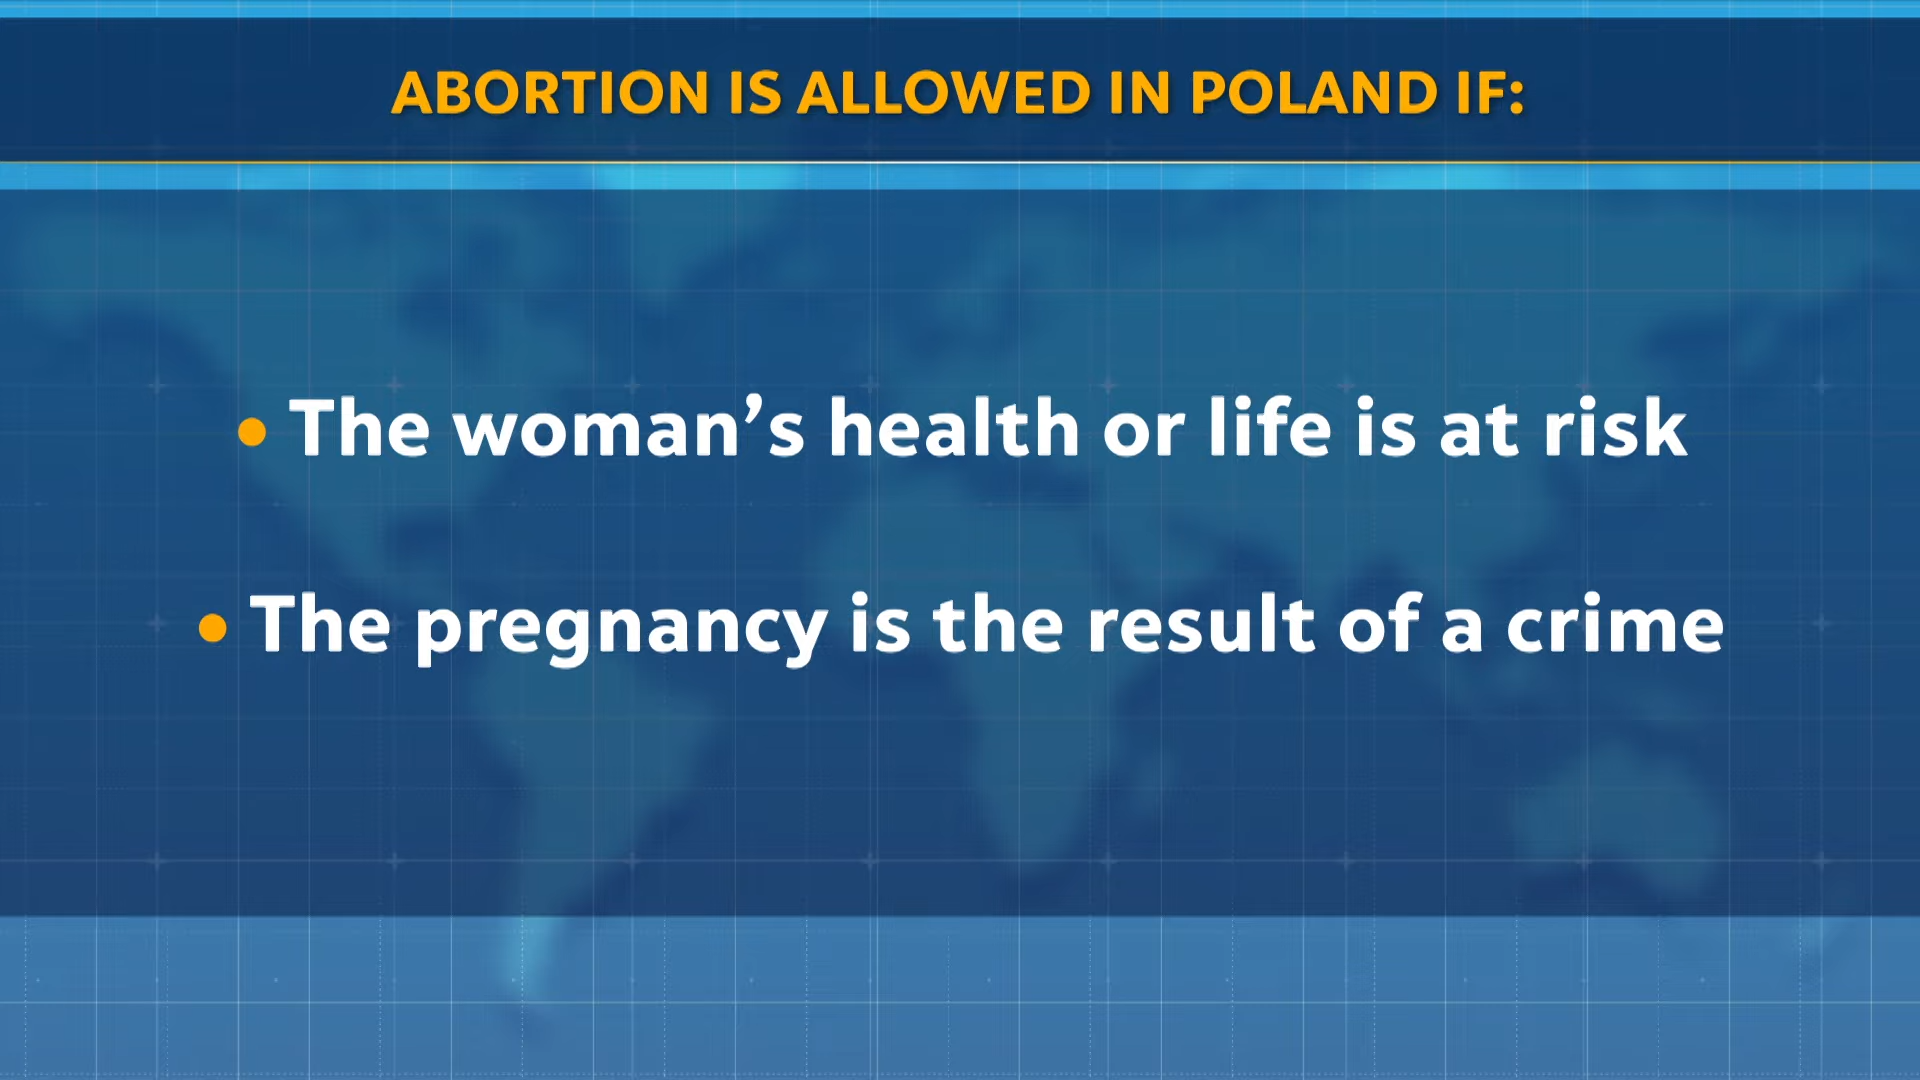 ABORTION IS ALLOWED IN POLAND IF:
• The woman’s health or life is at risk
• The pregnancy is the result of a crime